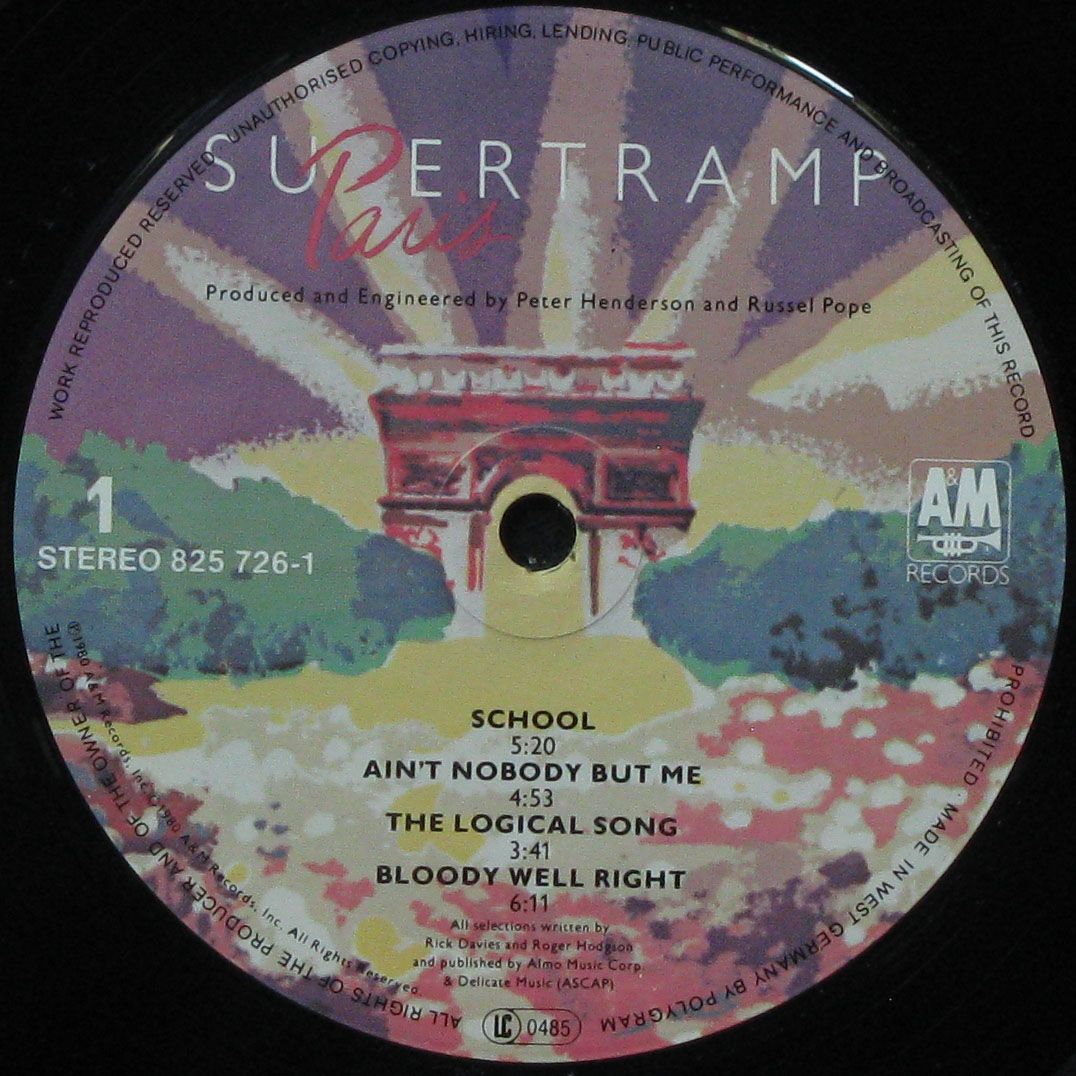 ALL RIGHTS OF THE PRODUCER AND OF THE OWNER OF THE WORK REPRODUCED RESERVED UNAUTHORISED COPYING, HIRING, LENDING, PUBLIC PERFORMANCE AND BROADCASTING OF THIS RECORD PROHIBITED · MADE IN WEST GERMANY BY POLYGRAM
SUPERTRAMP
Paris
Produced and Engineered by Peter Henderson and Russel Pope
1
STEREO 825 726-1
A&M
RECORDS
℗1980 A&M Records, Inc. ©1980 A&M Records, Inc. All Rights Reserved.
SCHOOL
5:20
AIN'T NOBODY BUT ME
4:53
THE LOGICAL SONG
3:41
BLOODY WELL RIGHT
6:11
All selections written by
Rick Davies and Roger Hodgson
and published by Almo Music Corp.
& Delicate Music (ASCAP)
LC 0485